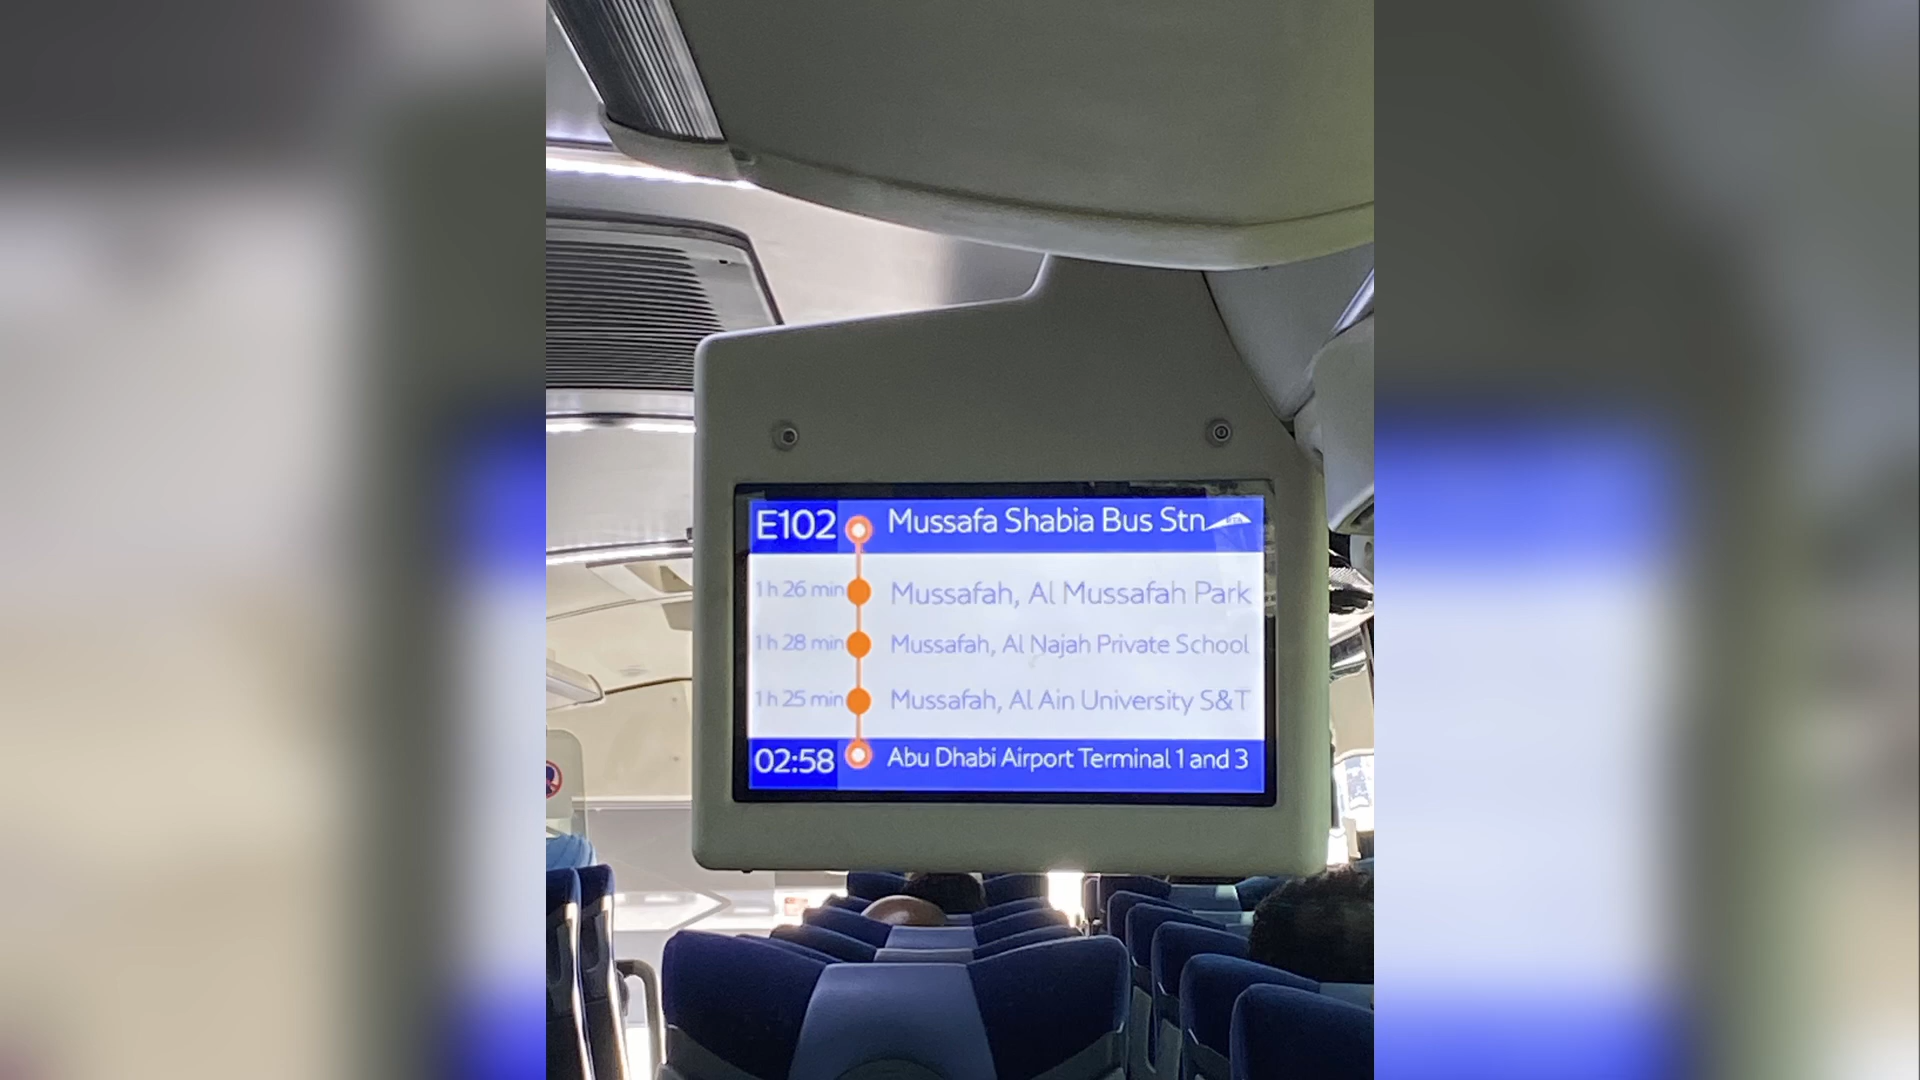 E102 Mussafa Shabia Bus Stn
1 h 26 min Mussafah, Al Mussafah Park
1 h 28 min Mussafah, Al Najah Private School
1 h 25 min Mussafah, Al Ain University S&T
02:58 Abu Dhabi Airport Terminal 1 and 3